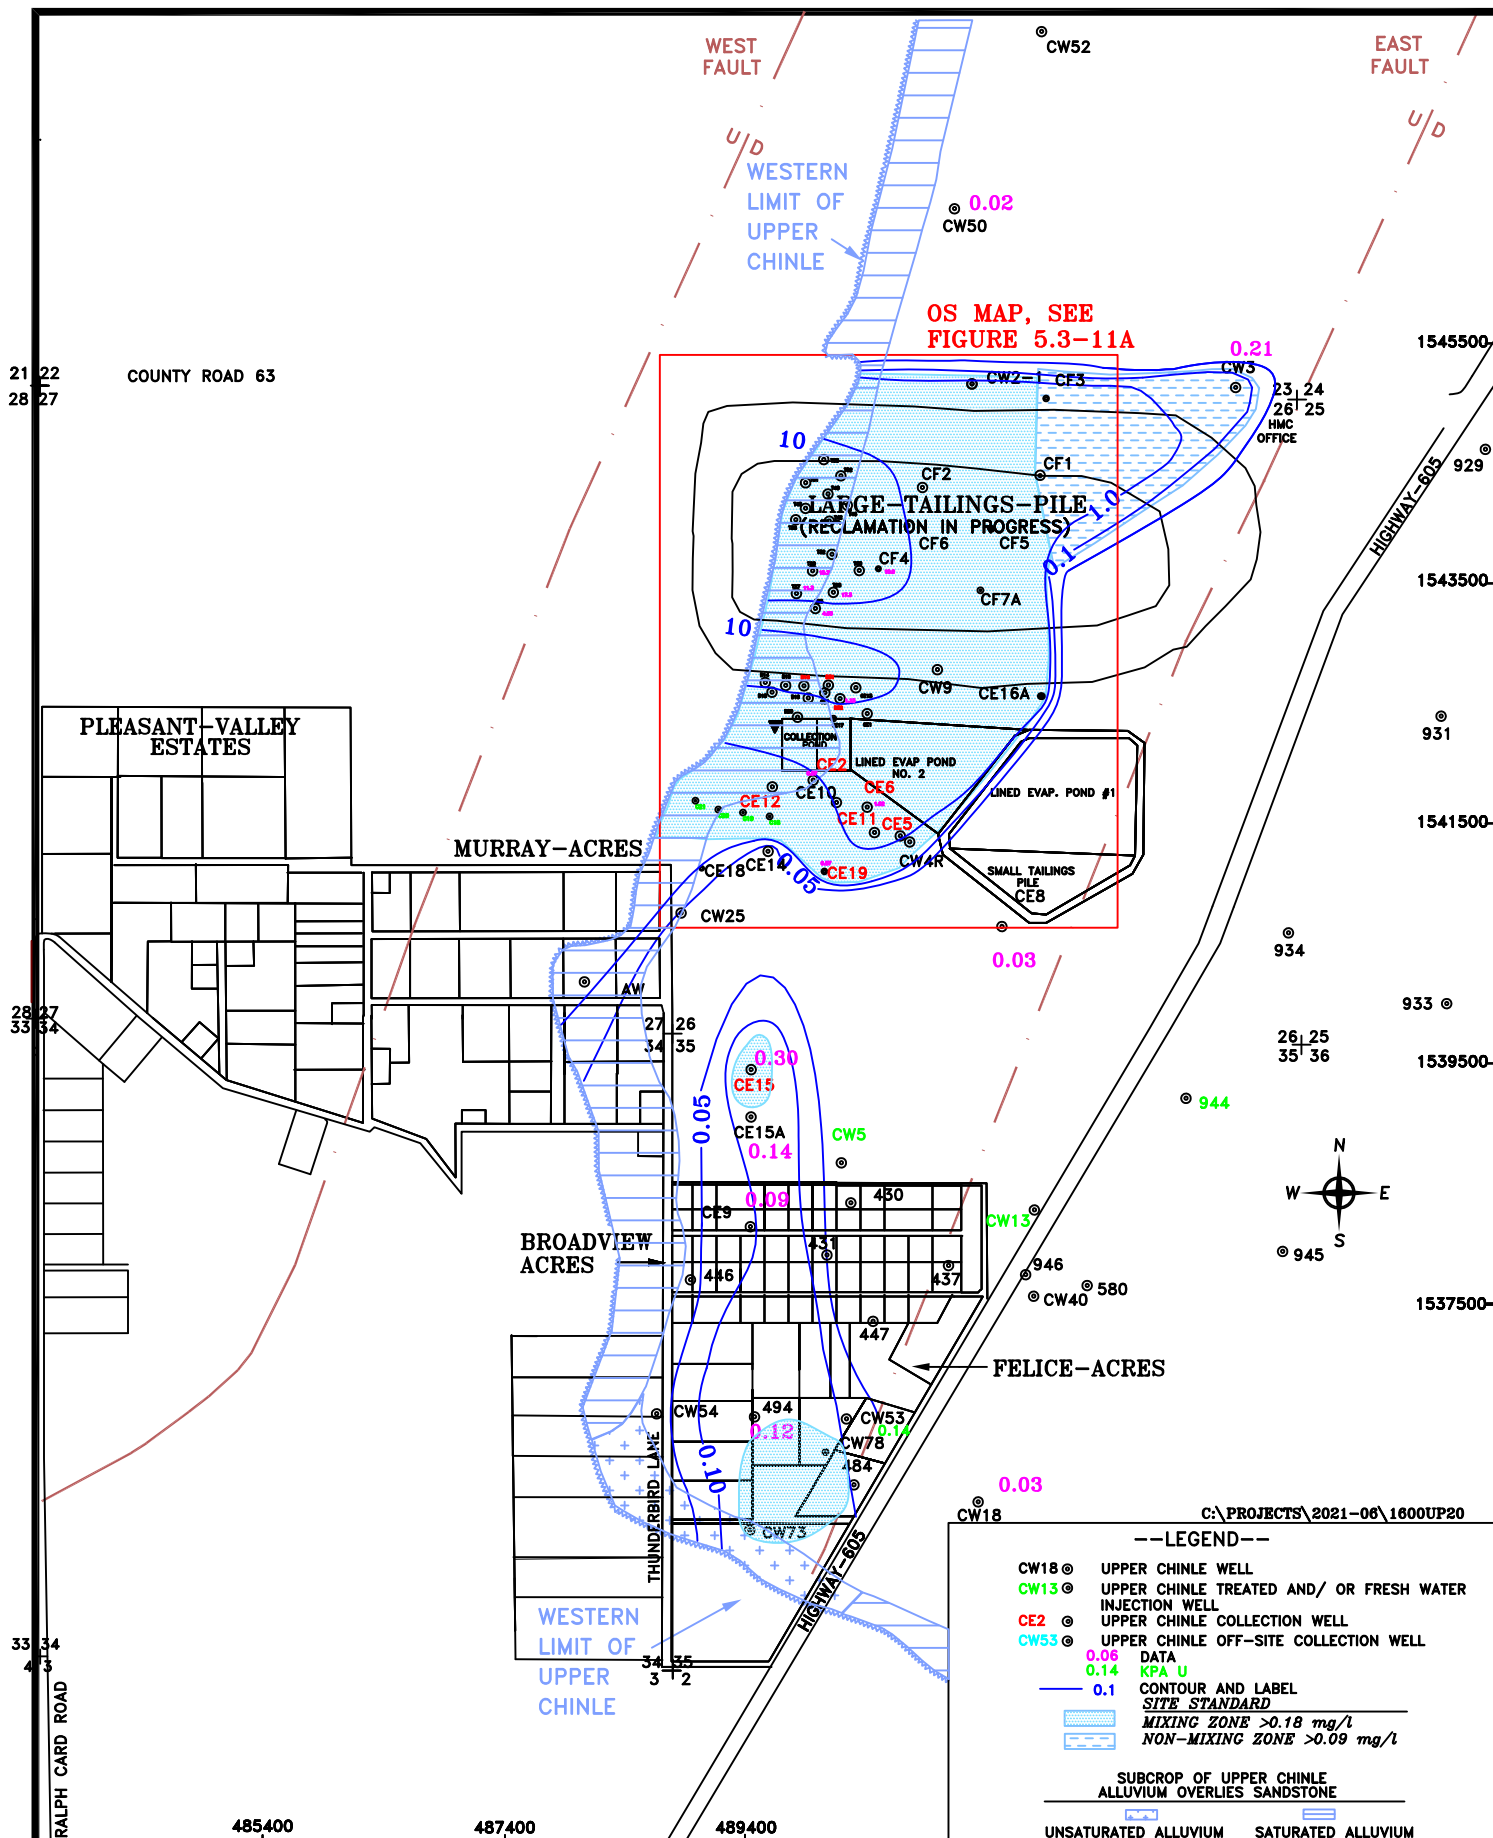 WEST
FAULT
CW52
EAST
FAULT
U/D
U/D
WESTERN
LIMIT OF
UPPER
CHINLE
0.02
CW50
OS MAP, SEE
FIGURE 5.3-11A
0.21
1545500
21 22
28 27
COUNTY ROAD 63
CW2-1
CF3
CW3
23 24
26 25
HMC
OFFICE
10
CF2
CF1
929
LARGE-TAILINGS-PILE
(RECLAMATION IN PROGRESS)
1.0
HIGHWAY-605
CF6
CF5
CF4
0.1
1543500
CF7A
10
CW9
CE16A
PLEASANT-VALLEY
ESTATES
931
COLLECTION
POND
LINED EVAP POND
NO. 2
CE2
CE10
CE6
LINED EVAP. POND #1
CE12
CE11
CE5
1541500
MURRAY-ACRES
CE14
CW4R
0.05
CE18
CE19
SMALL TAILINGS
PILE
CE8
CW25
934
0.03
AW
933
28 27
33 34
27 26
34 35
26 25
35 36
1539500
0.30
CE15
944
0.05
CE15A
0.14
CW5
N
W E
S
0.09
430
CE9
CW13
BROADVIEW
ACRES
431
945
446
437
946
580
CW40
1537500
447
FELICE-ACRES
CW54
494
CW53
0.12
0.14
CW78
THUNDERBIRD LANE
0.10
484
0.03
CW18
C:\PROJECTS\2021-06\1600UP20
CW73
HIGHWAY-605
--LEGEND--
CW18 UPPER CHINLE WELL
CW13 UPPER CHINLE TREATED AND/ OR FRESH WATER
INJECTION WELL
CE2 UPPER CHINLE COLLECTION WELL
CW53 UPPER CHINLE OFF-SITE COLLECTION WELL
0.06 DATA
0.14 KPA U
0.1 CONTOUR AND LABEL
SITE STANDARD
MIXING ZONE >0.18 mg/l
NON-MIXING ZONE >0.09 mg/l
WESTERN
LIMIT OF
UPPER
CHINLE
33 34
4 3
34 35
3 2
RALPH CARD ROAD
SUBCROP OF UPPER CHINLE
ALLUVIUM OVERLIES SANDSTONE
UNSATURATED ALLUVIUM SATURATED ALLUVIUM
485400
487400
489400